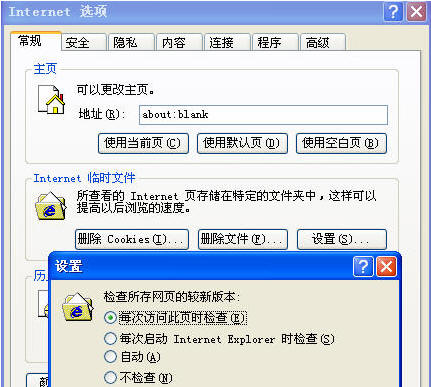 Internet 选项
常规 安全 隐私 内容 连接 程序 高级
主页
可以更改主页。
地址(R): about:blank
使用当前页(C) 使用默认页(D) 使用空白页(B)
Internet 临时文件
所查看的 Internet 页存储在特定的文件夹中，这样可以
提高以后浏览的速度。
删除 Cookies(I)... 删除文件(F)... 设置(S)...
设置
检查所存网页的较新版本:
每次访问此页时检查(E)
每次启动 Internet Explorer 时检查(S)
自动(A)
不检查(N)